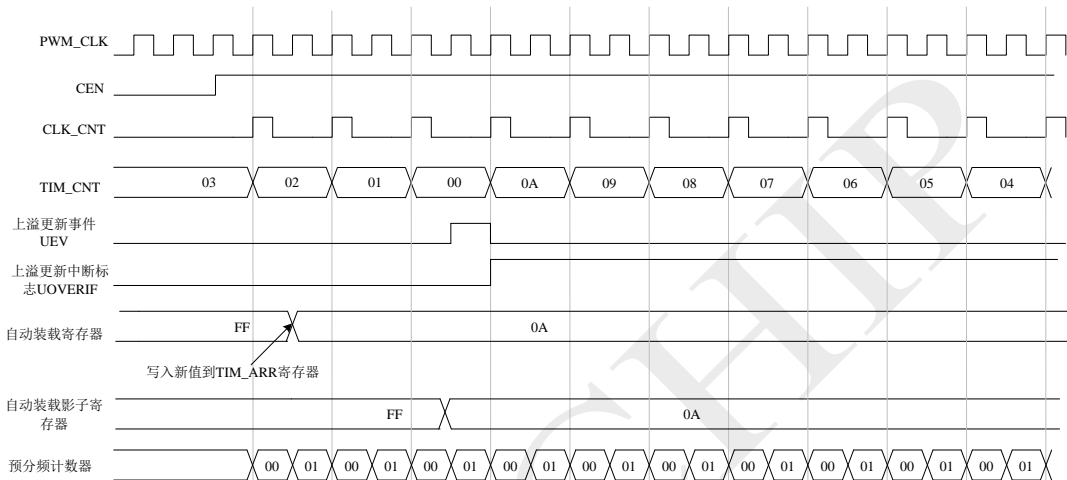 PWM_CLK
CEN
CLK_CNT
TIM_CNT 03 02 01 00 0A 09 08 07 06 05 04
上溢更新事件
UEV
上溢更新中断标
志UOVERIF
自动装载寄存器 FF 0A
写入新值到TIM_ARR寄存器
自动装载影子寄
存器 FF 0A
预分频计数器 00 01 00 01 00 01 00 01 00 01 00 01 00 01 00 01 00 01 00 01
CHIP